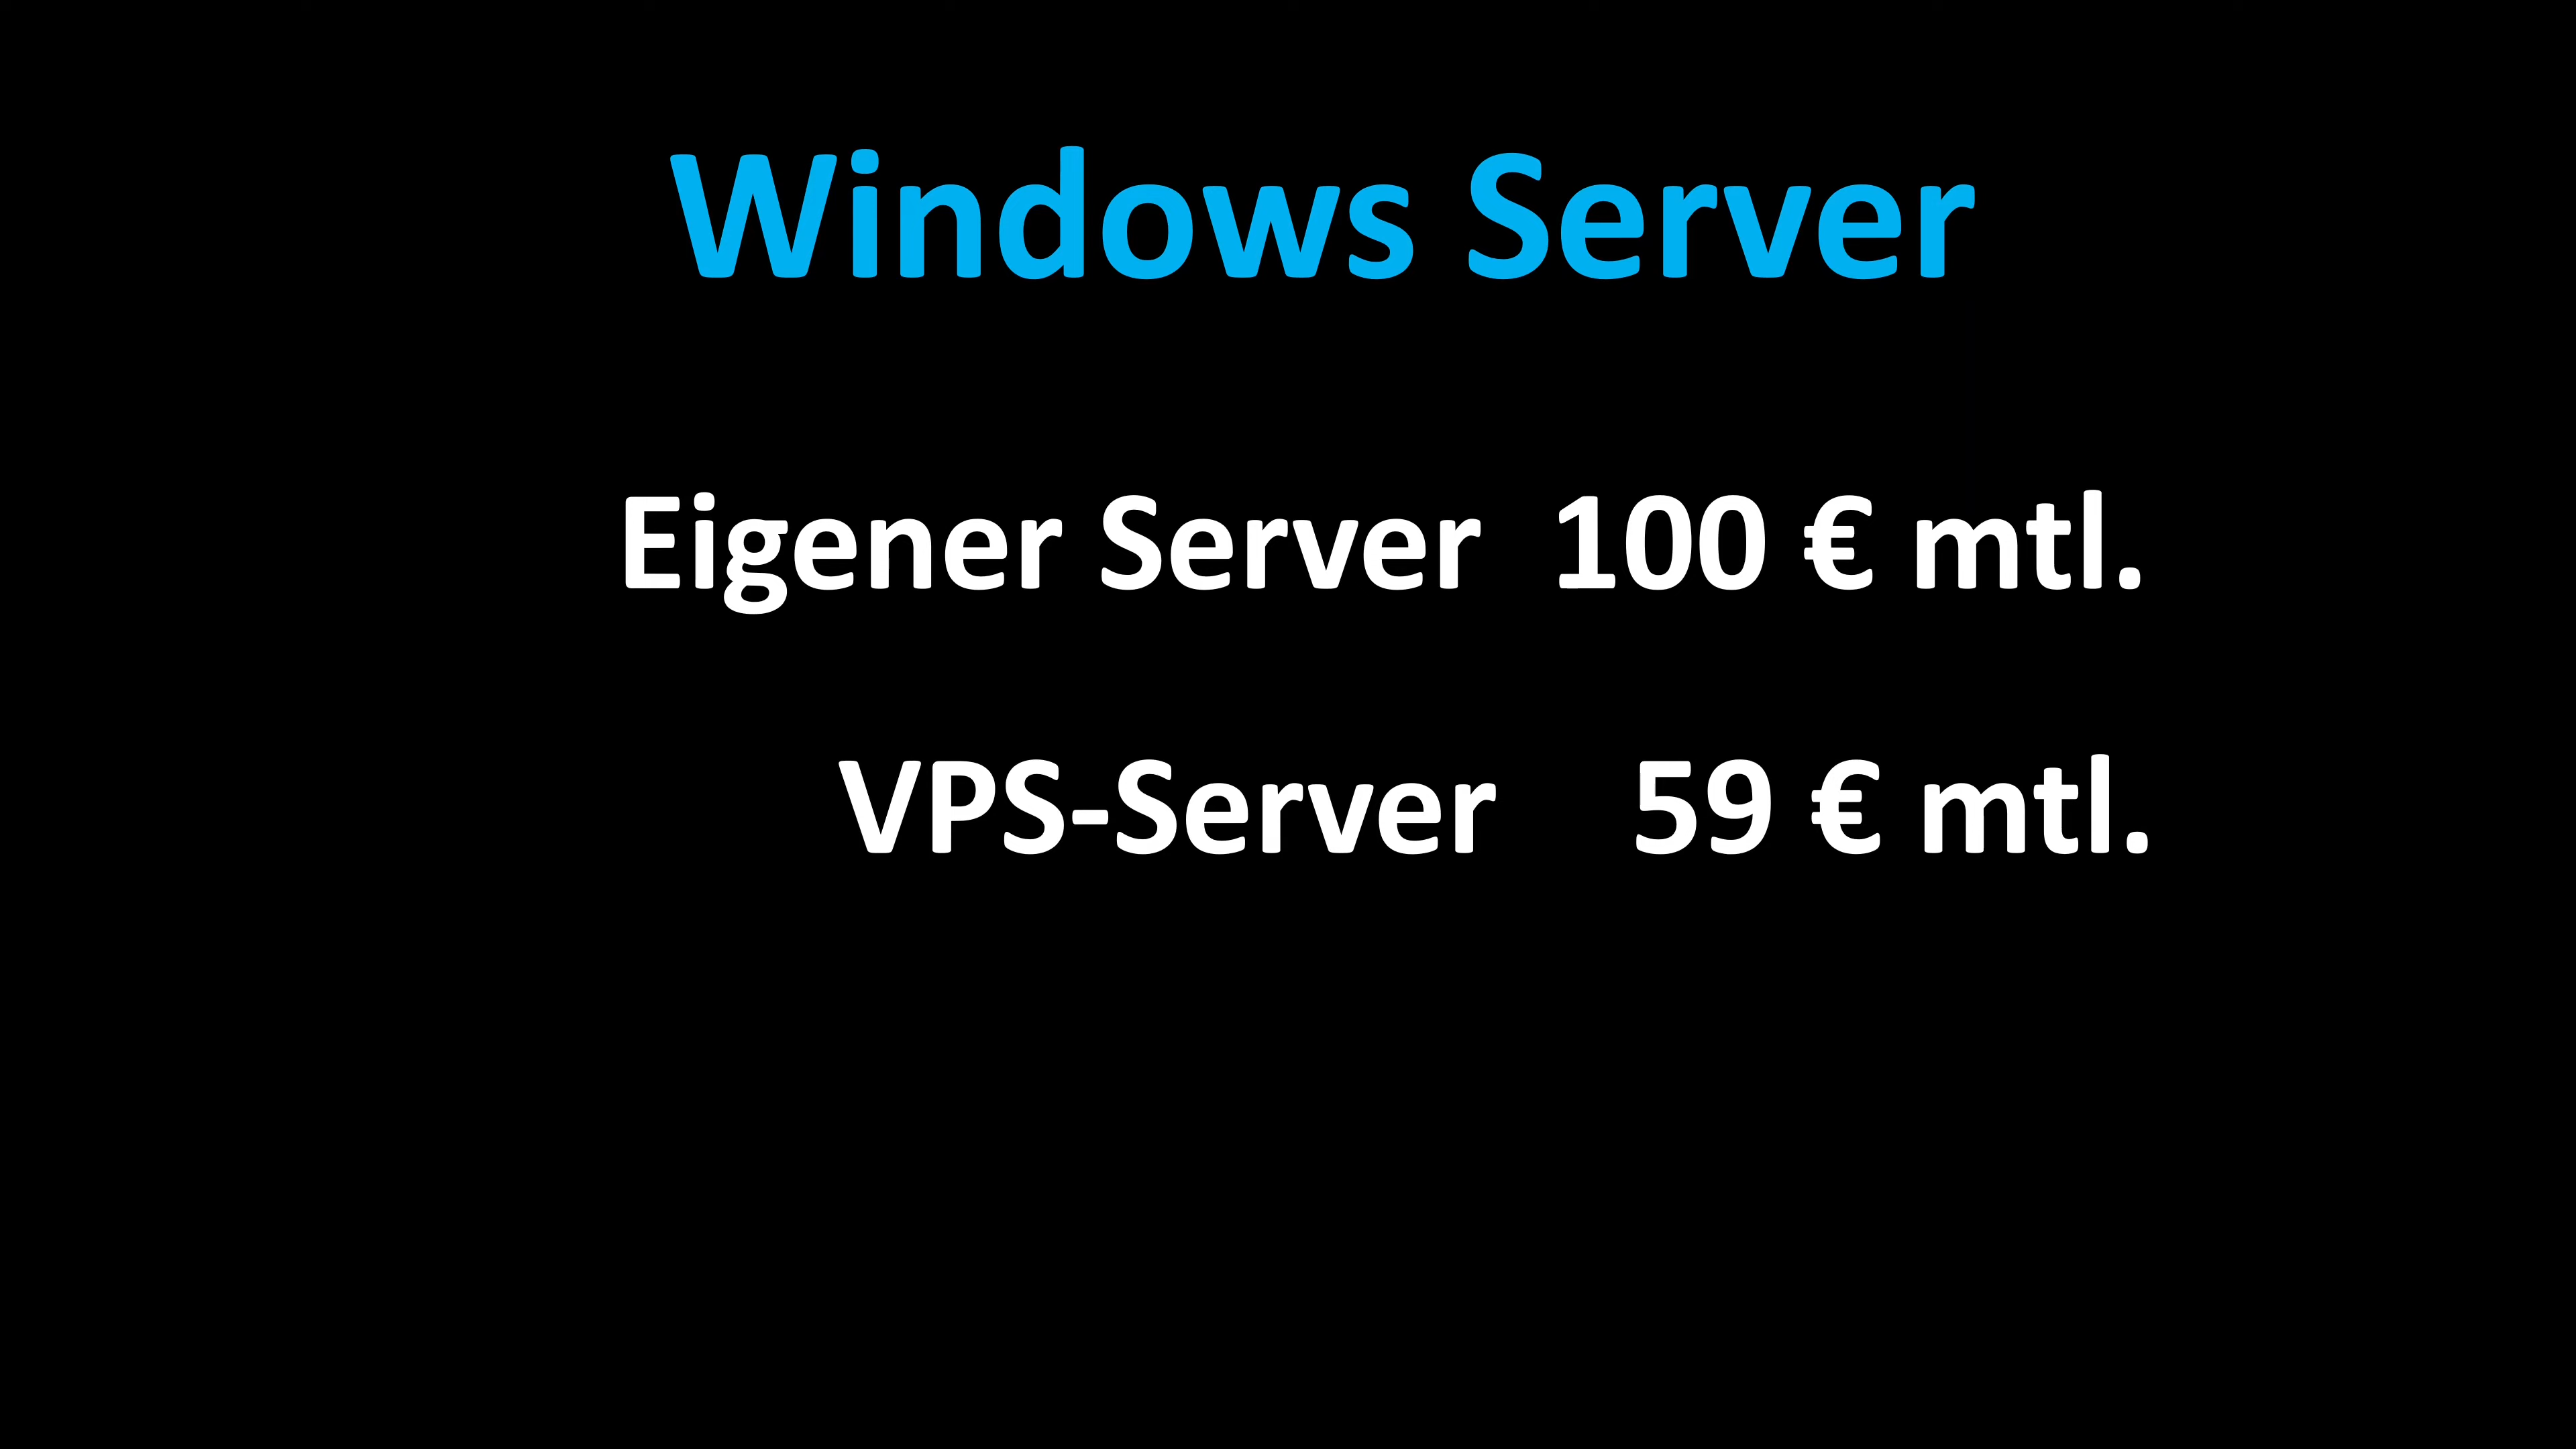 Windows Server
Eigener Server 100 € mtl.
VPS-Server 59 € mtl.